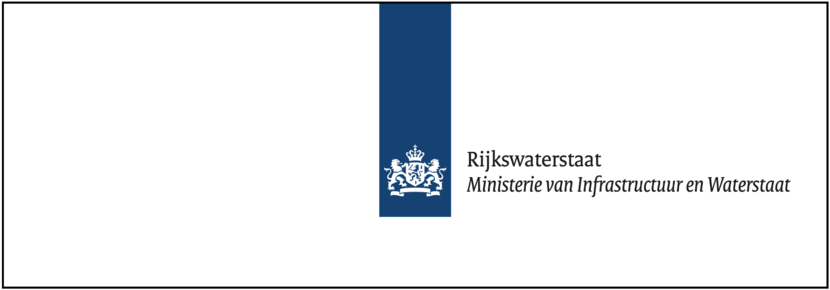 Rijkswaterstaat
Ministerie van Infrastructuur en Waterstaat